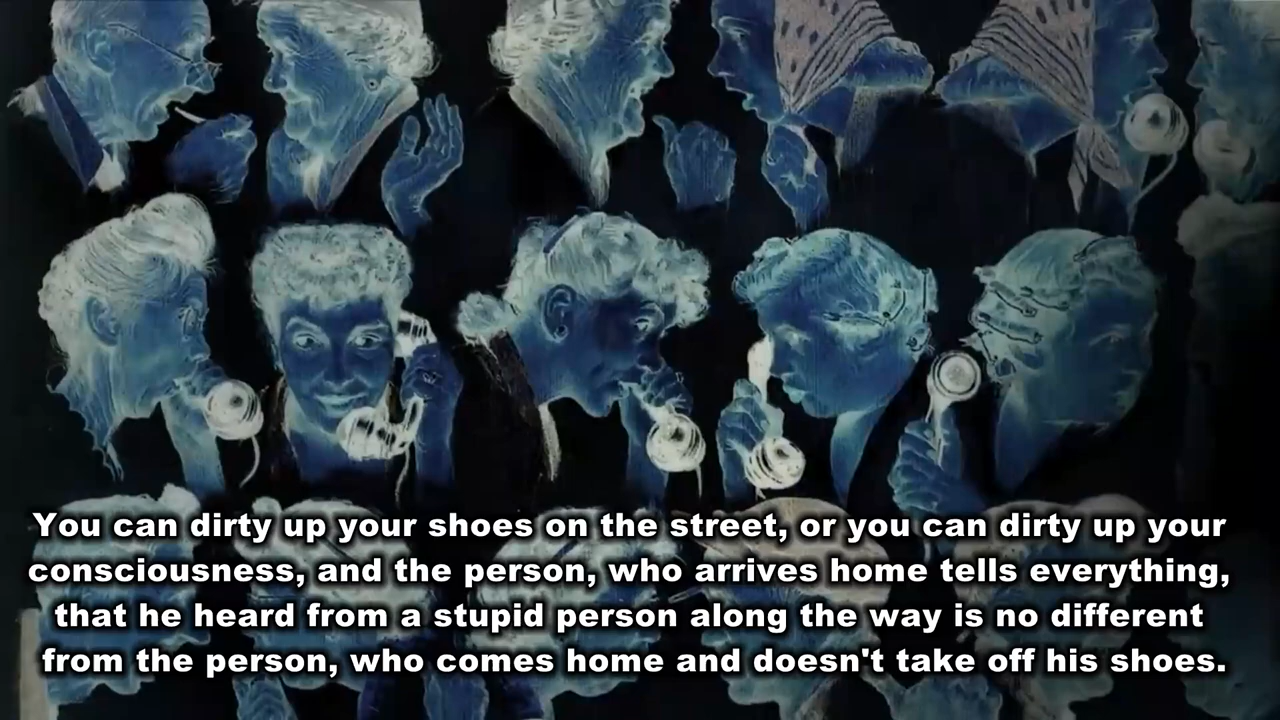 You can dirty up your shoes on the street, or you can dirty up your
consciousness, and the person, who arrives home tells everything,
that he heard from a stupid person along the way is no different
from the person, who comes home and doesn't take off his shoes.